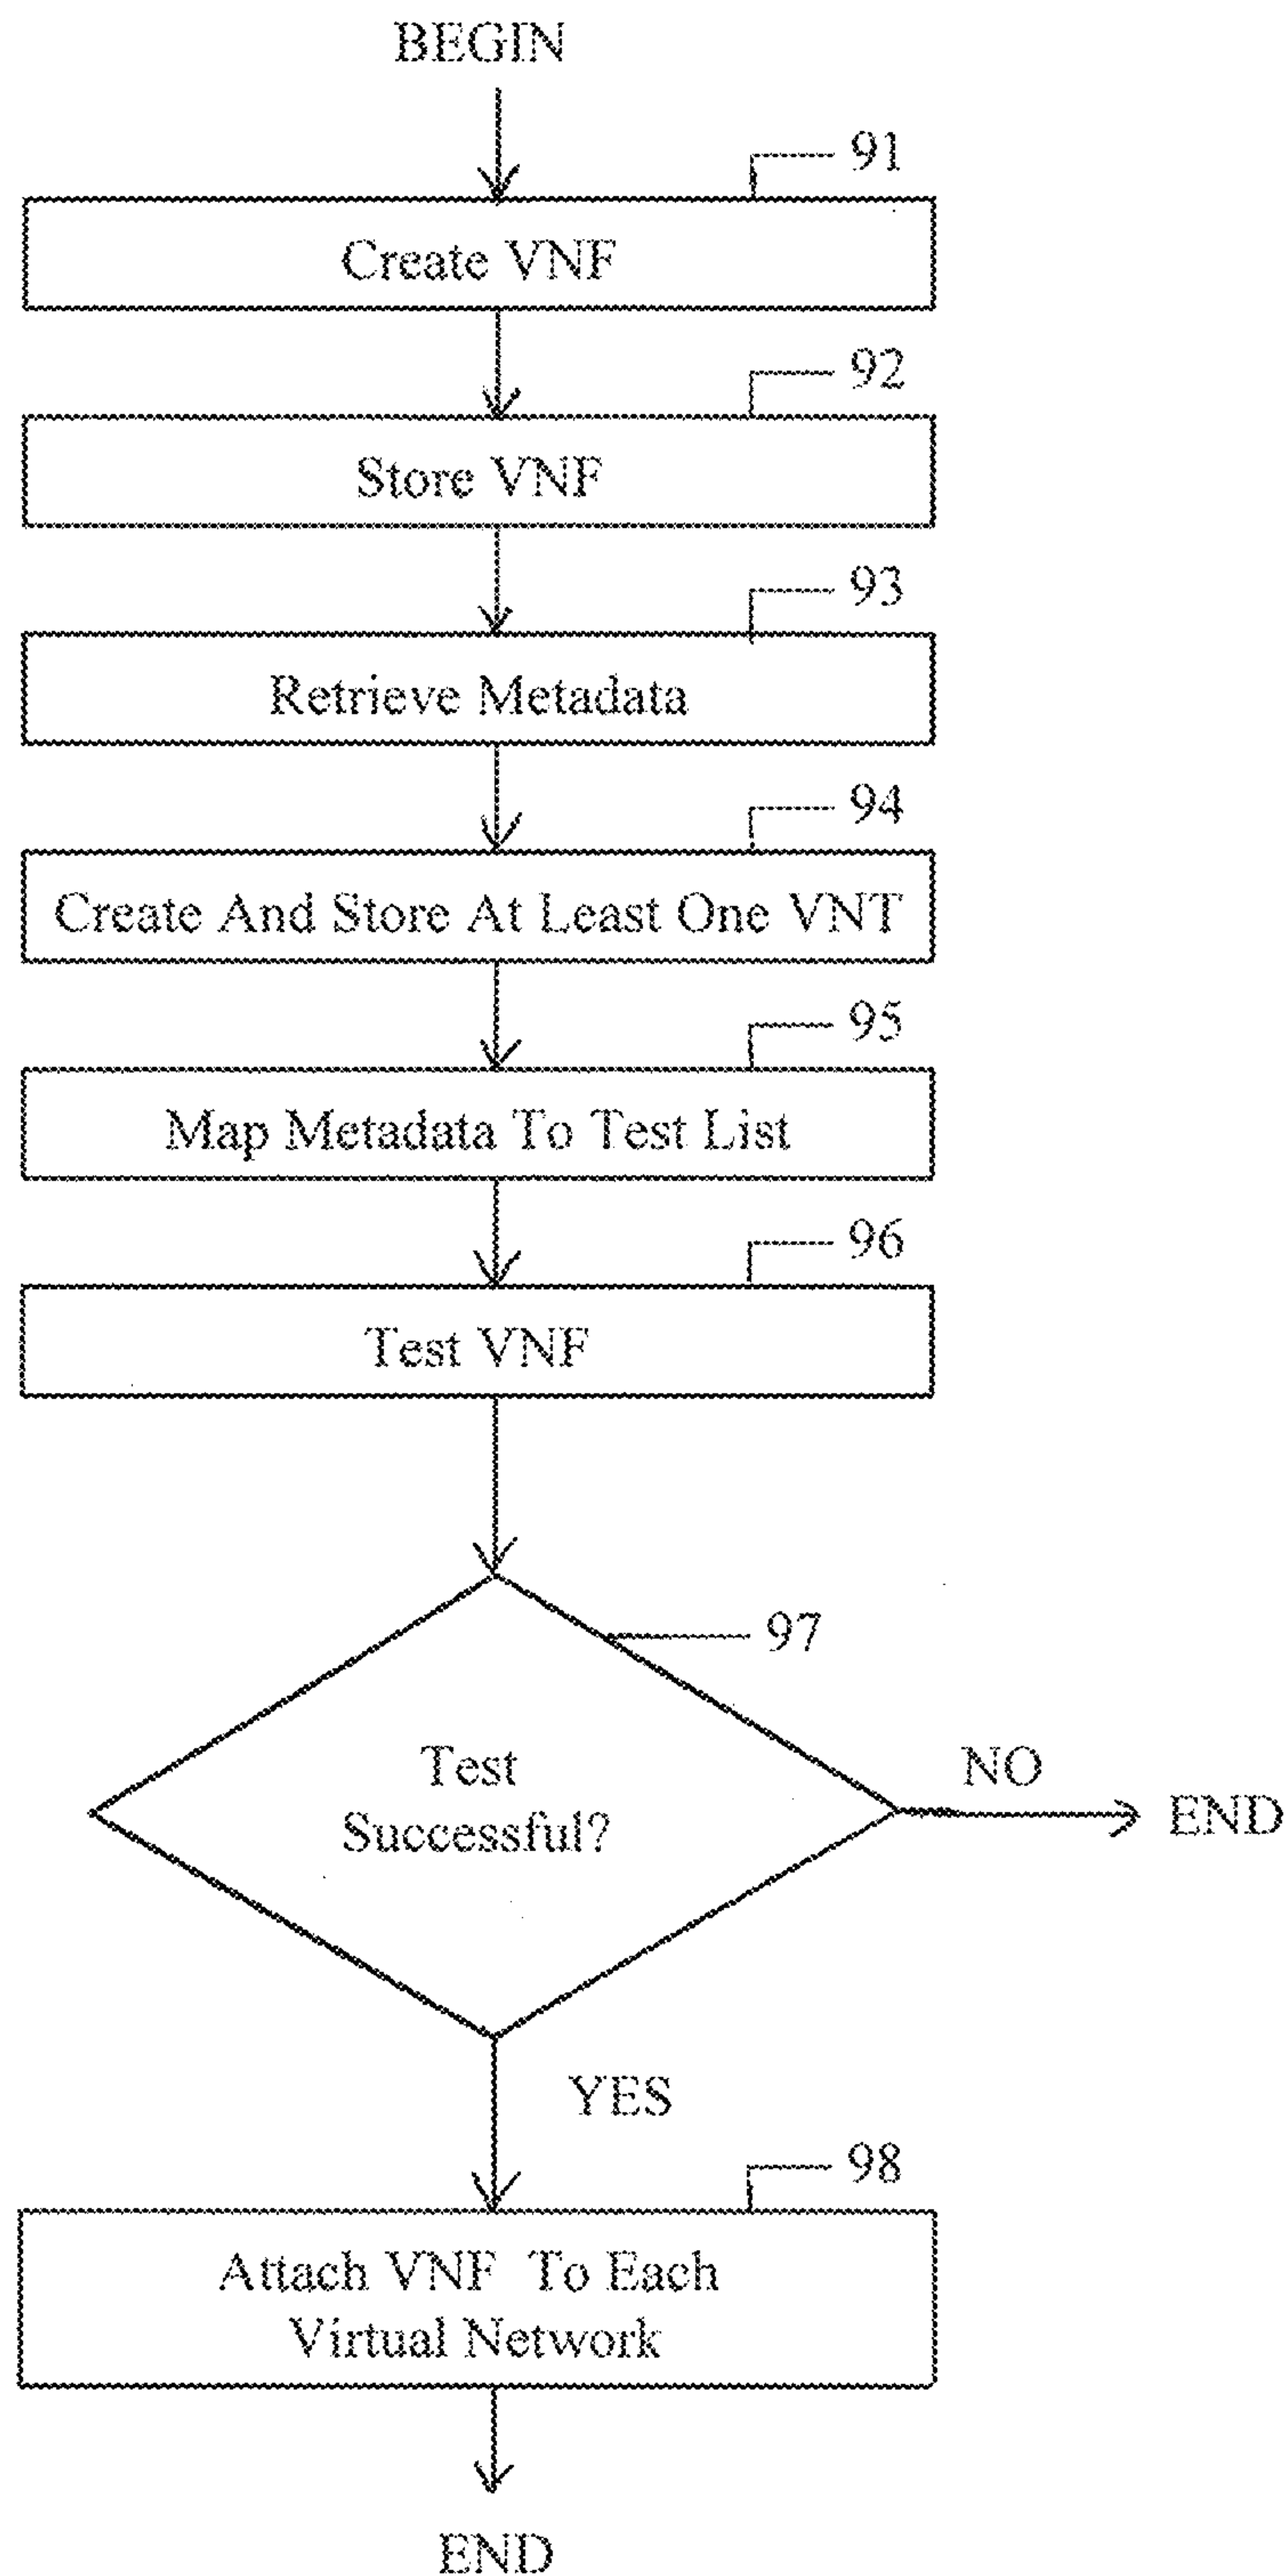 BEGIN
91
Create VNF
92
Store VNF
93
Retrieve Metadata
94
Create And Store At Least One VNT
95
Map Metadata To Test List
96
Test VNF
97
Test
Successful?
NO
END
YES
98
Attach VNF To Each
Virtual Network
END